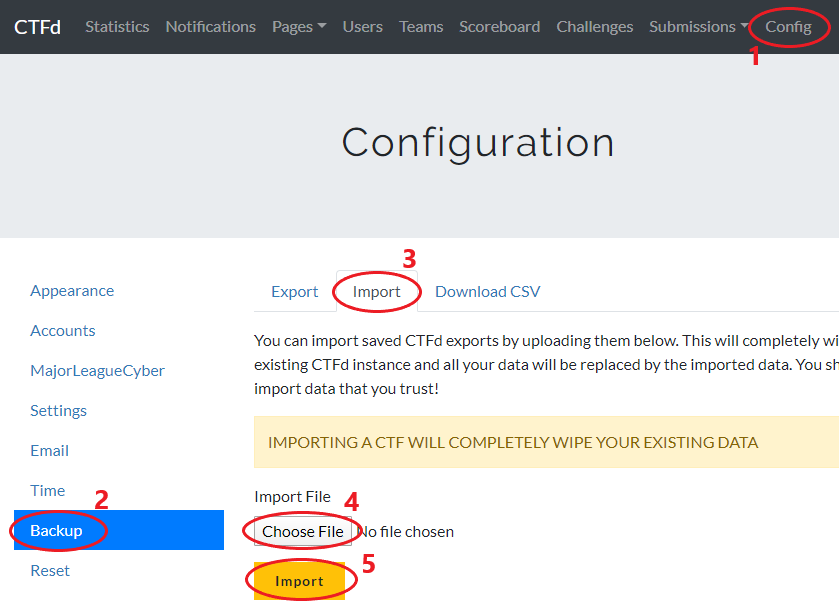 CTFd Statistics Notifications Pages Users Teams Scoreboard Challenges Submissions Config
1
Configuration
3
Appearance
Accounts
MajorLeagueCyber
Settings
Email
Time
2
Backup
Reset
Export Import Download CSV
You can import saved CTFd exports by uploading them below. This will completely wi
existing CTFd instance and all your data will be replaced by the imported data. You sh
import data that you trust!
IMPORTING A CTF WILL COMPLETELY WIPE YOUR EXISTING DATA
Import File
4
Choose File No file chosen
5
Import